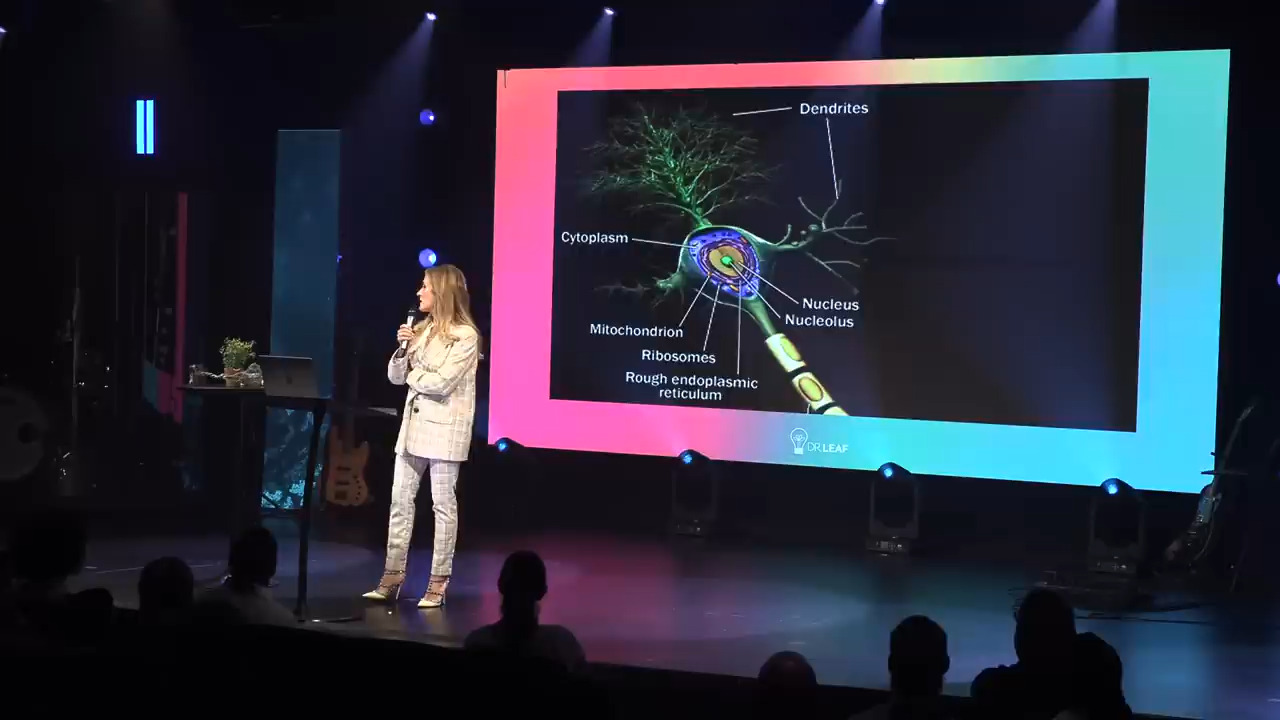 Dendrites
Cytoplasm
Nucleus
Nucleolus
Mitochondrion
Ribosomes
Rough endoplasmic
reticulum
DR.LEAF